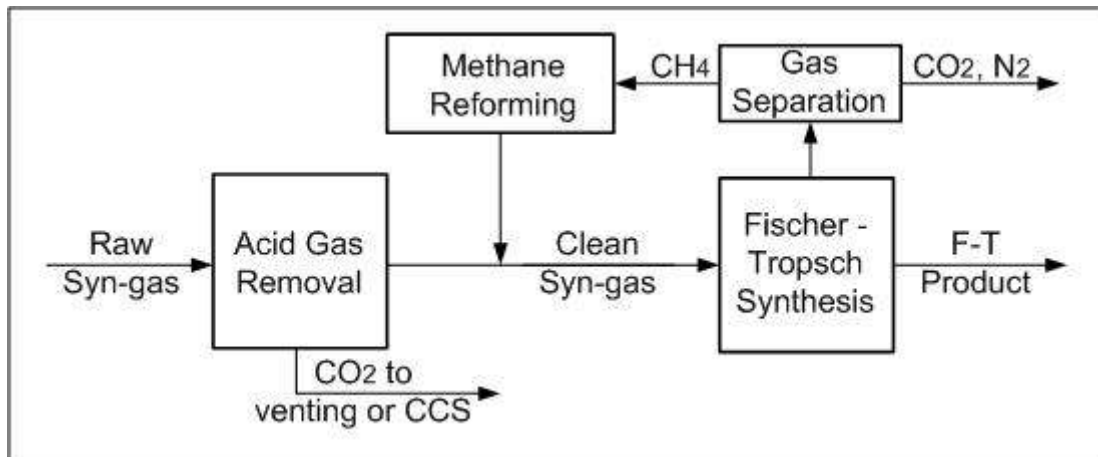 Methane
Reforming
CH4
Gas
Separation
CO2, N2
Raw
Syn-gas
Acid Gas
Removal
Clean
Syn-gas
Fischer -
Tropsch
Synthesis
F-T
Product
CO2 to
venting or CCS